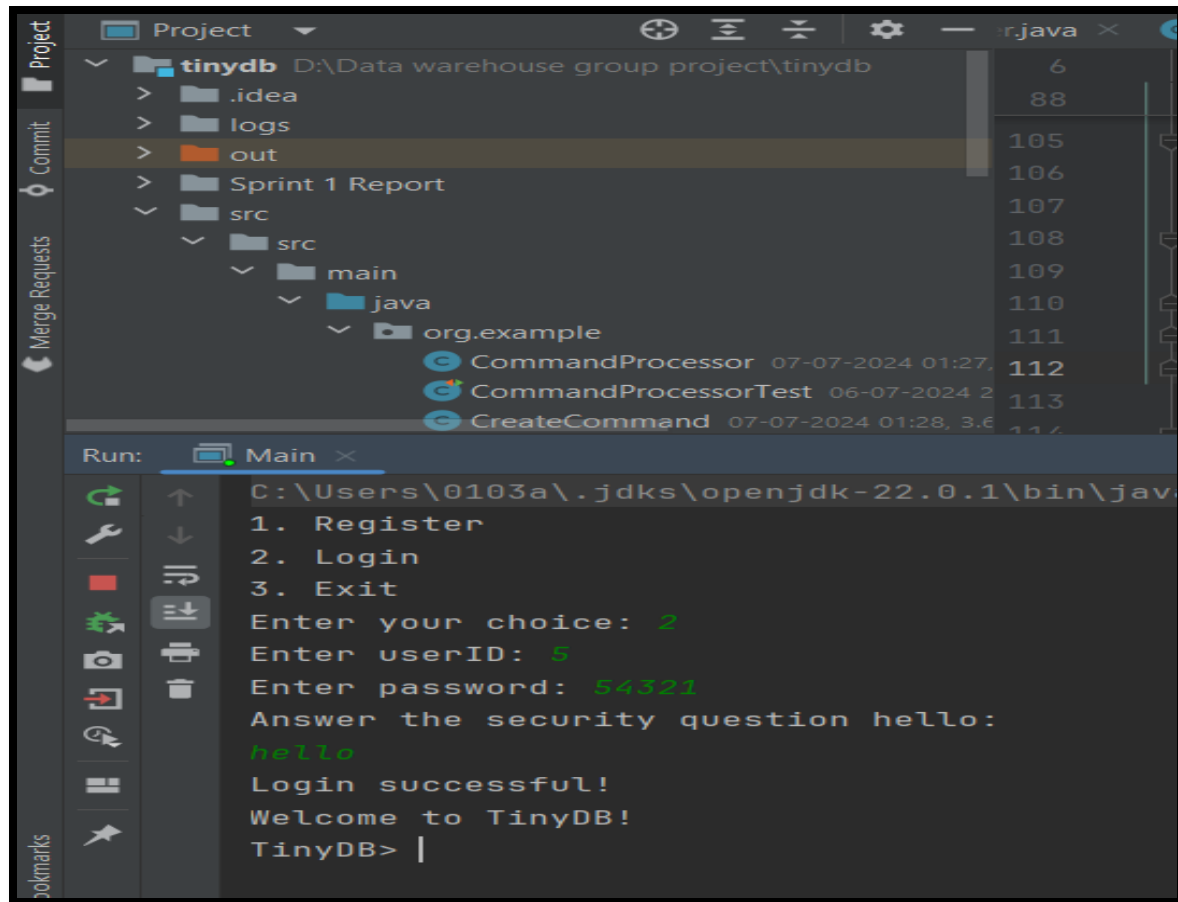 Project
r.java
tinydb D:\Data warehouse group project\tinydb
.idea
logs
out
Sprint 1 Report
src
src
main
java
org.example
CommandProcessor 07-07-2024 01:27,
CommandProcessorTest 06-07-2024 2
CreateCommand 07-07-2024 01:28, 3.6
6
88
105
106
107
108
109
110
111
112
113
114
Project
Commit
Merge Requests
ookmarks
Run: Main
C:\Users\0103a\.jdks\openjdk-22.0.1\bin\jav
1. Register
2. Login
3. Exit
Enter your choice: 2
Enter userID: 5
Enter password: 54321
Answer the security question hello:
hello
Login successful!
Welcome to TinyDB!
TinyDB>